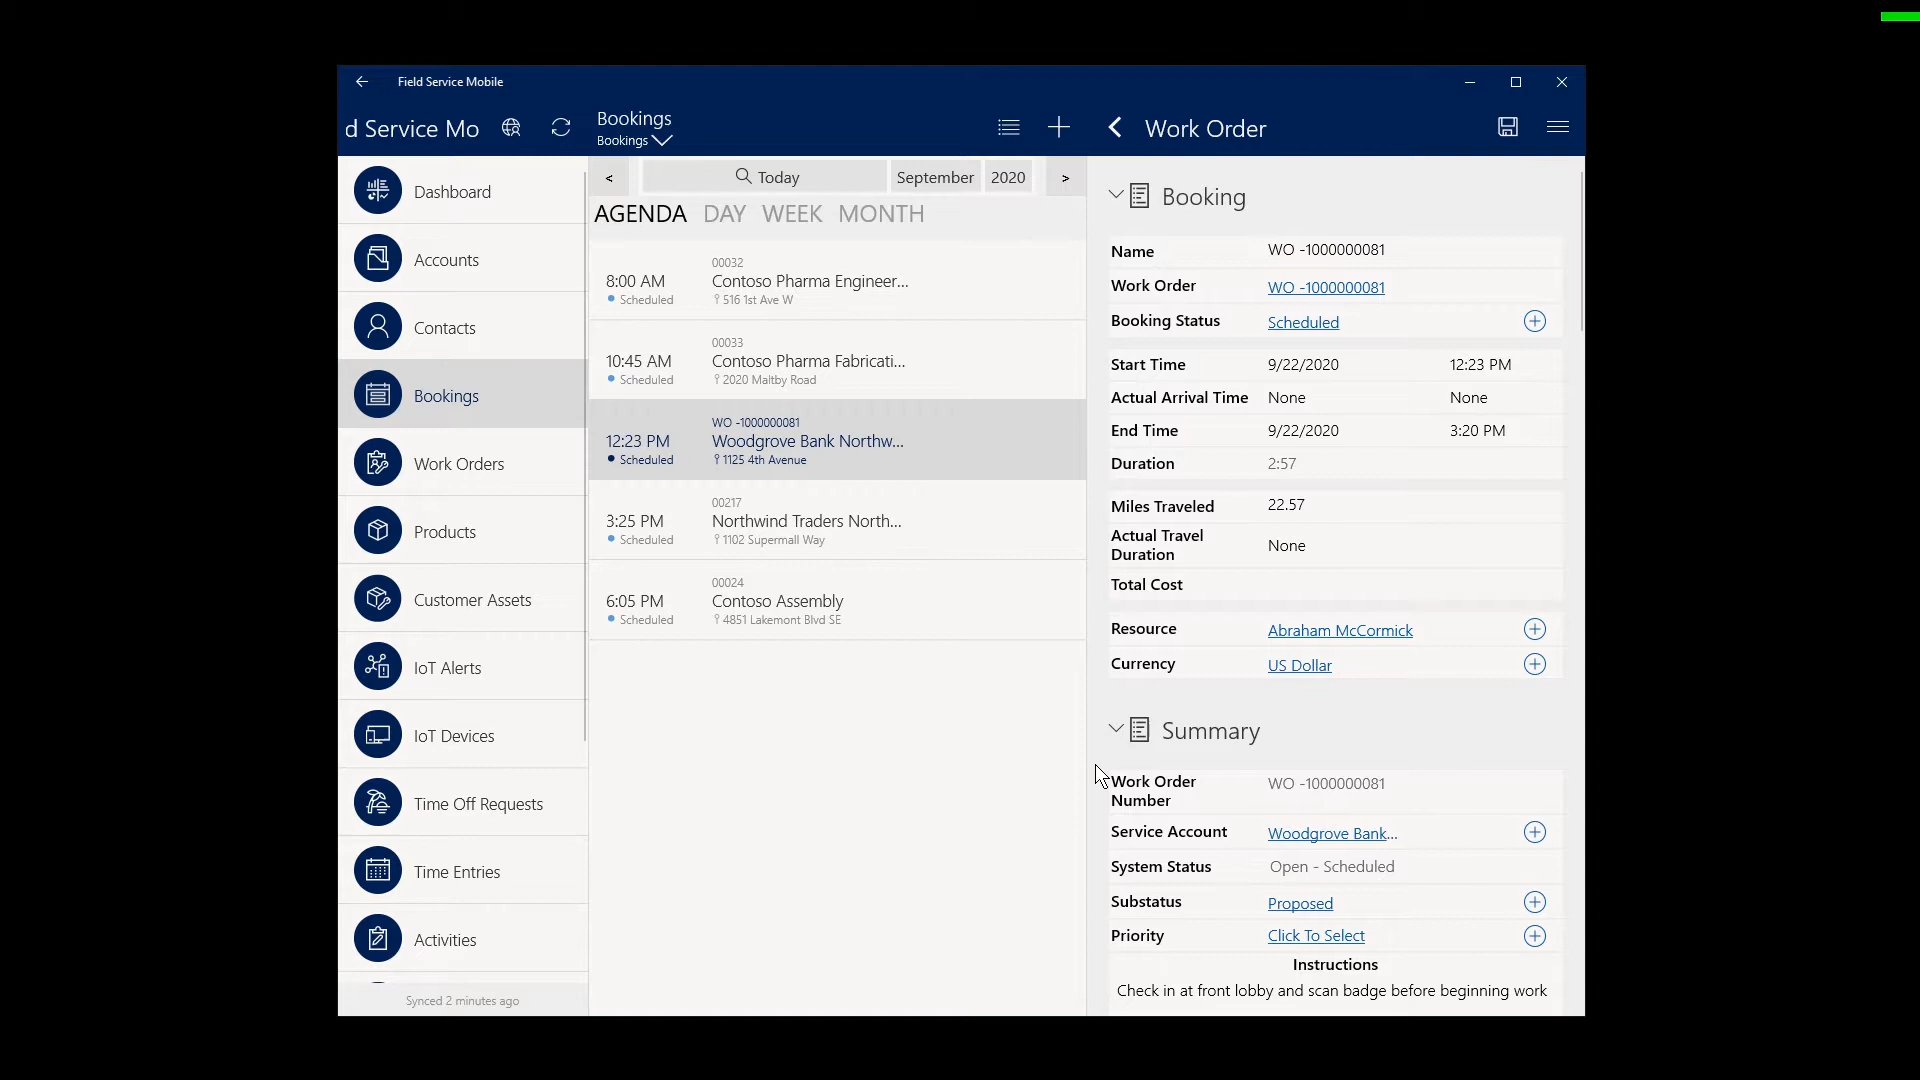 Field Service Mobile
d Service Mo
Bookings
Bookings
Work Order
Dashboard
Accounts
Contacts
Bookings
Work Orders
Products
Customer Assets
IoT Alerts
IoT Devices
Time Off Requests
Time Entries
Activities
Synced 2 minutes ago
< Today September 2020 >
AGENDA DAY WEEK MONTH
00032
8:00 AM Contoso Pharma Engineer...
Scheduled 516 1st Ave W
00033
10:45 AM Contoso Pharma Fabricati...
Scheduled 2020 Maltby Road
WO -1000000081
12:23 PM Woodgrove Bank Northw...
Scheduled 1125 4th Avenue
00217
3:25 PM Northwind Traders North...
Scheduled 1102 Supermall Way
00024
6:05 PM Contoso Assembly
Scheduled 4851 Lakemont Blvd SE
Booking
Name WO -1000000081
Work Order WO -1000000081
Booking Status Scheduled
Start Time 9/22/2020 12:23 PM
Actual Arrival Time None None
End Time 9/22/2020 3:20 PM
Duration 2:57
Miles Traveled 22.57
Actual Travel
Duration None
Total Cost
Resource Abraham McCormick
Currency US Dollar
Summary
Work Order
Number WO -1000000081
Service Account Woodgrove Bank...
System Status Open - Scheduled
Substatus Proposed
Priority Click To Select
Instructions
Check in at front lobby and scan badge before beginning work